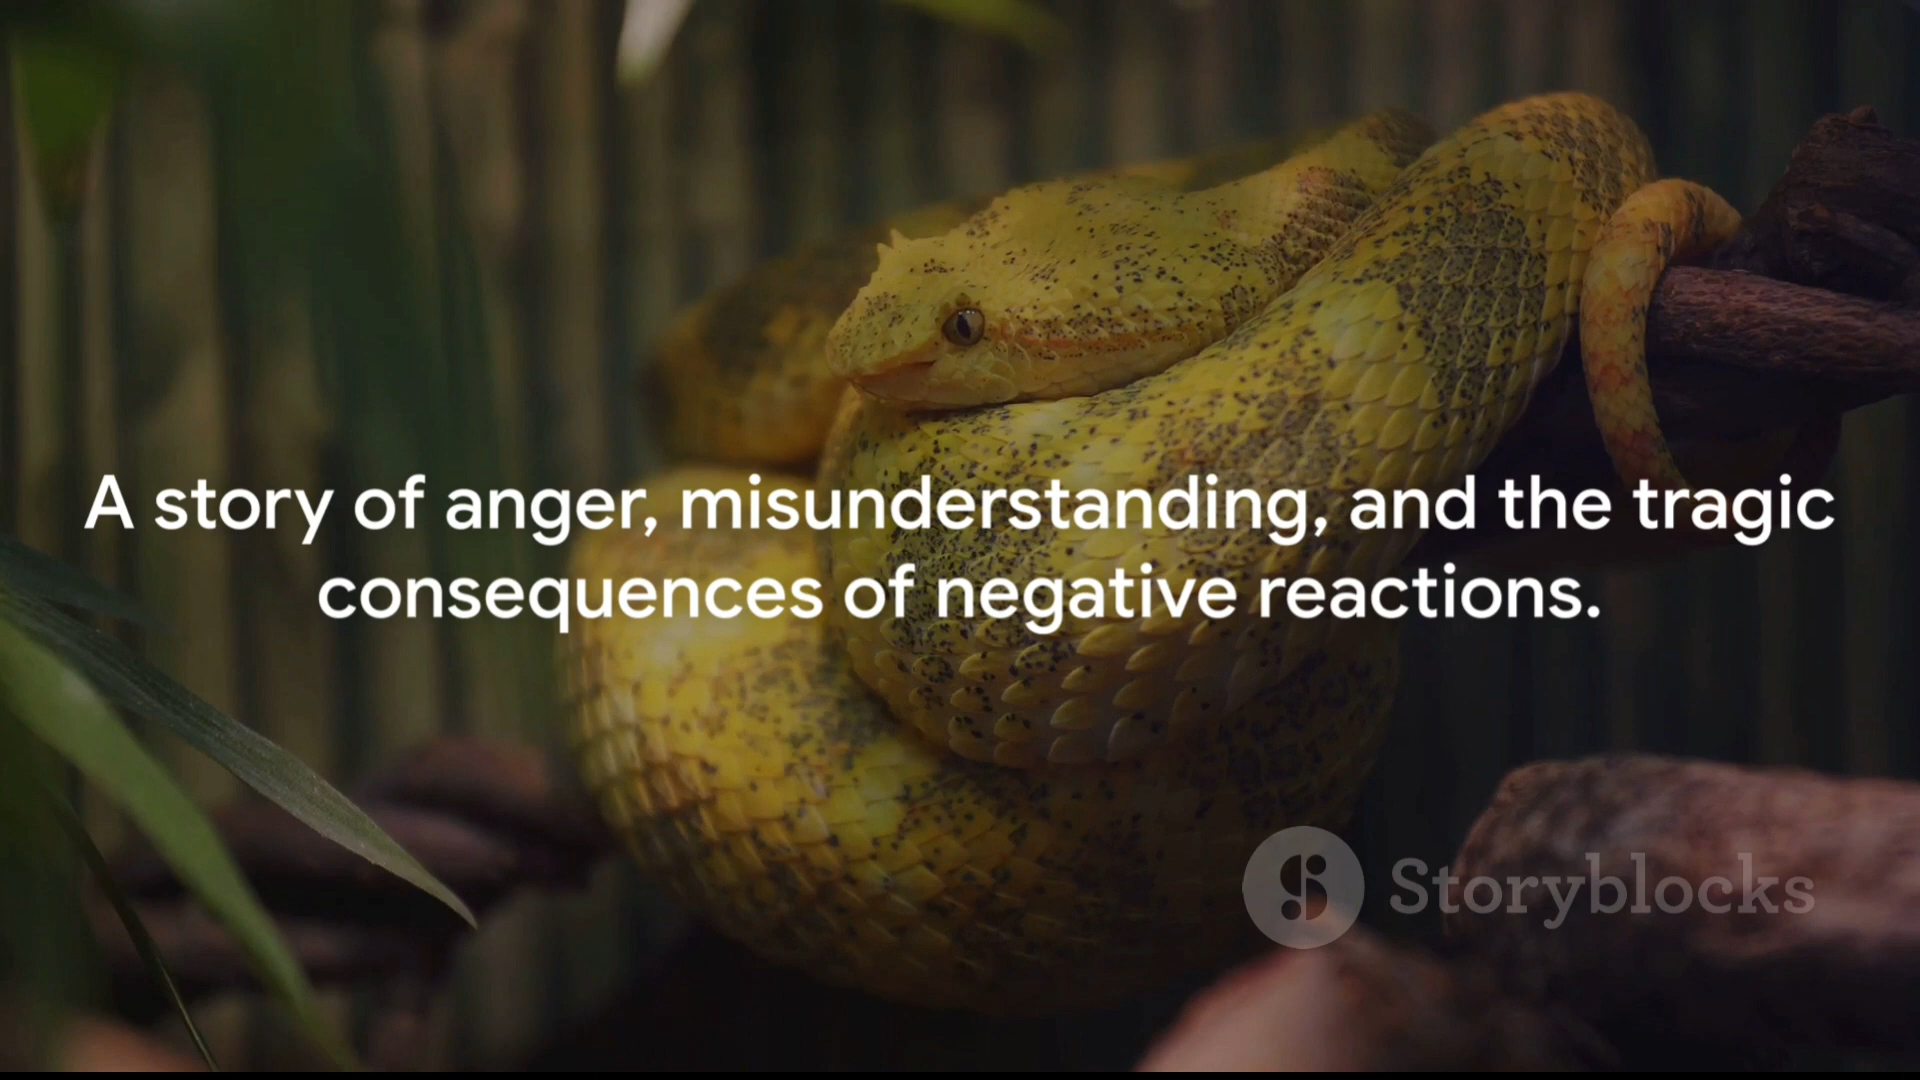 A story of anger, misunderstanding, and the tragic
consequences of negative reactions.
Storyblocks